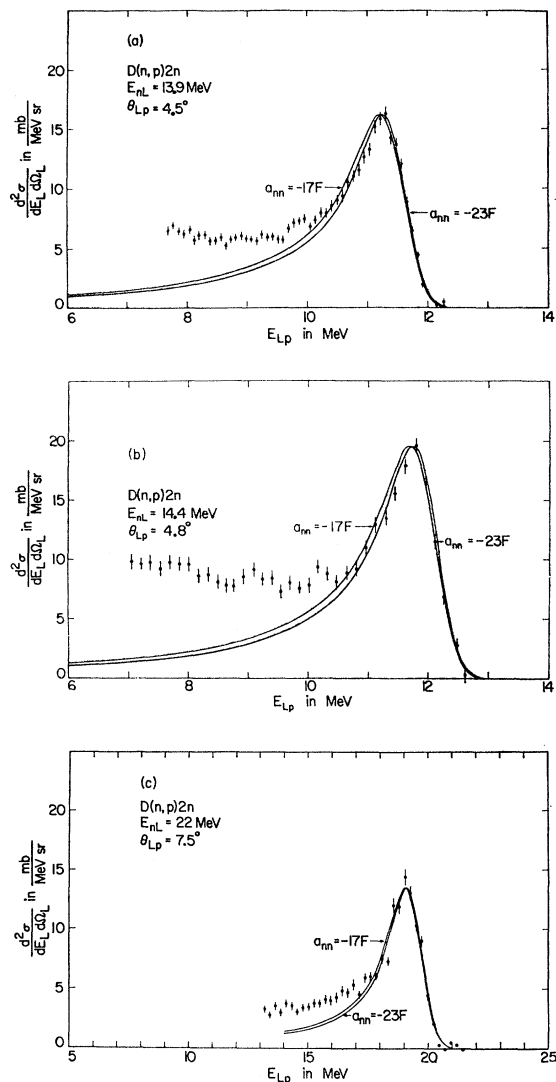 (a)
D(n,p)2n
E_nL = 13.9 MeV
θ_Lp = 4.5°
d²σ / dE_L dΩ_L in mb / MeV sr
20
15
10
5
0
a_nn = -17F
a_nn = -23F
6 8 10 12 14
E_Lp in MeV
(b)
D(n,p)2n
E_nL = 14.4 MeV
θ_Lp = 4.8°
d²σ / dE_L dΩ_L in mb / MeV sr
20
15
10
5
0
a_nn = -17F
a_nn = -23F
6 8 10 12 14
E_Lp in MeV
(c)
D(n,p)2n
E_nL = 22 MeV
θ_Lp = 7.5°
d²σ / dE_L dΩ_L in mb / MeV sr
20
15
10
5
0
a_nn = -17F
a_nn = -23F
5 10 15 20 25
E_Lp in MeV